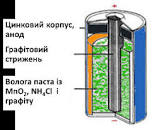 Цинковий корпус,
анод
Графітовий
стрижень
Волога паста із
MnO2, NH4Cl і
графіту